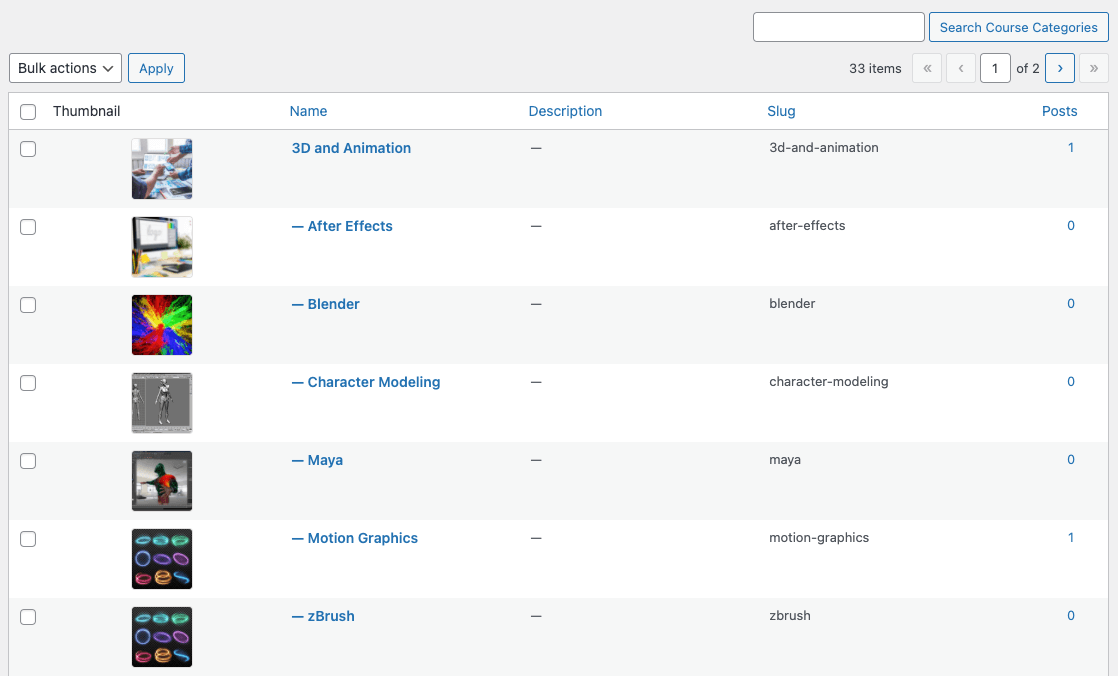 Search Course Categories
Bulk actions Apply 33 items « ‹ 1 of 2 › »
Thumbnail Name Description Slug Posts
3D and Animation — 3d-and-animation 1
— After Effects — after-effects 0
— Blender — blender 0
— Character Modeling — character-modeling 0
— Maya — maya 0
— Motion Graphics — motion-graphics 1
— zBrush — zbrush 0